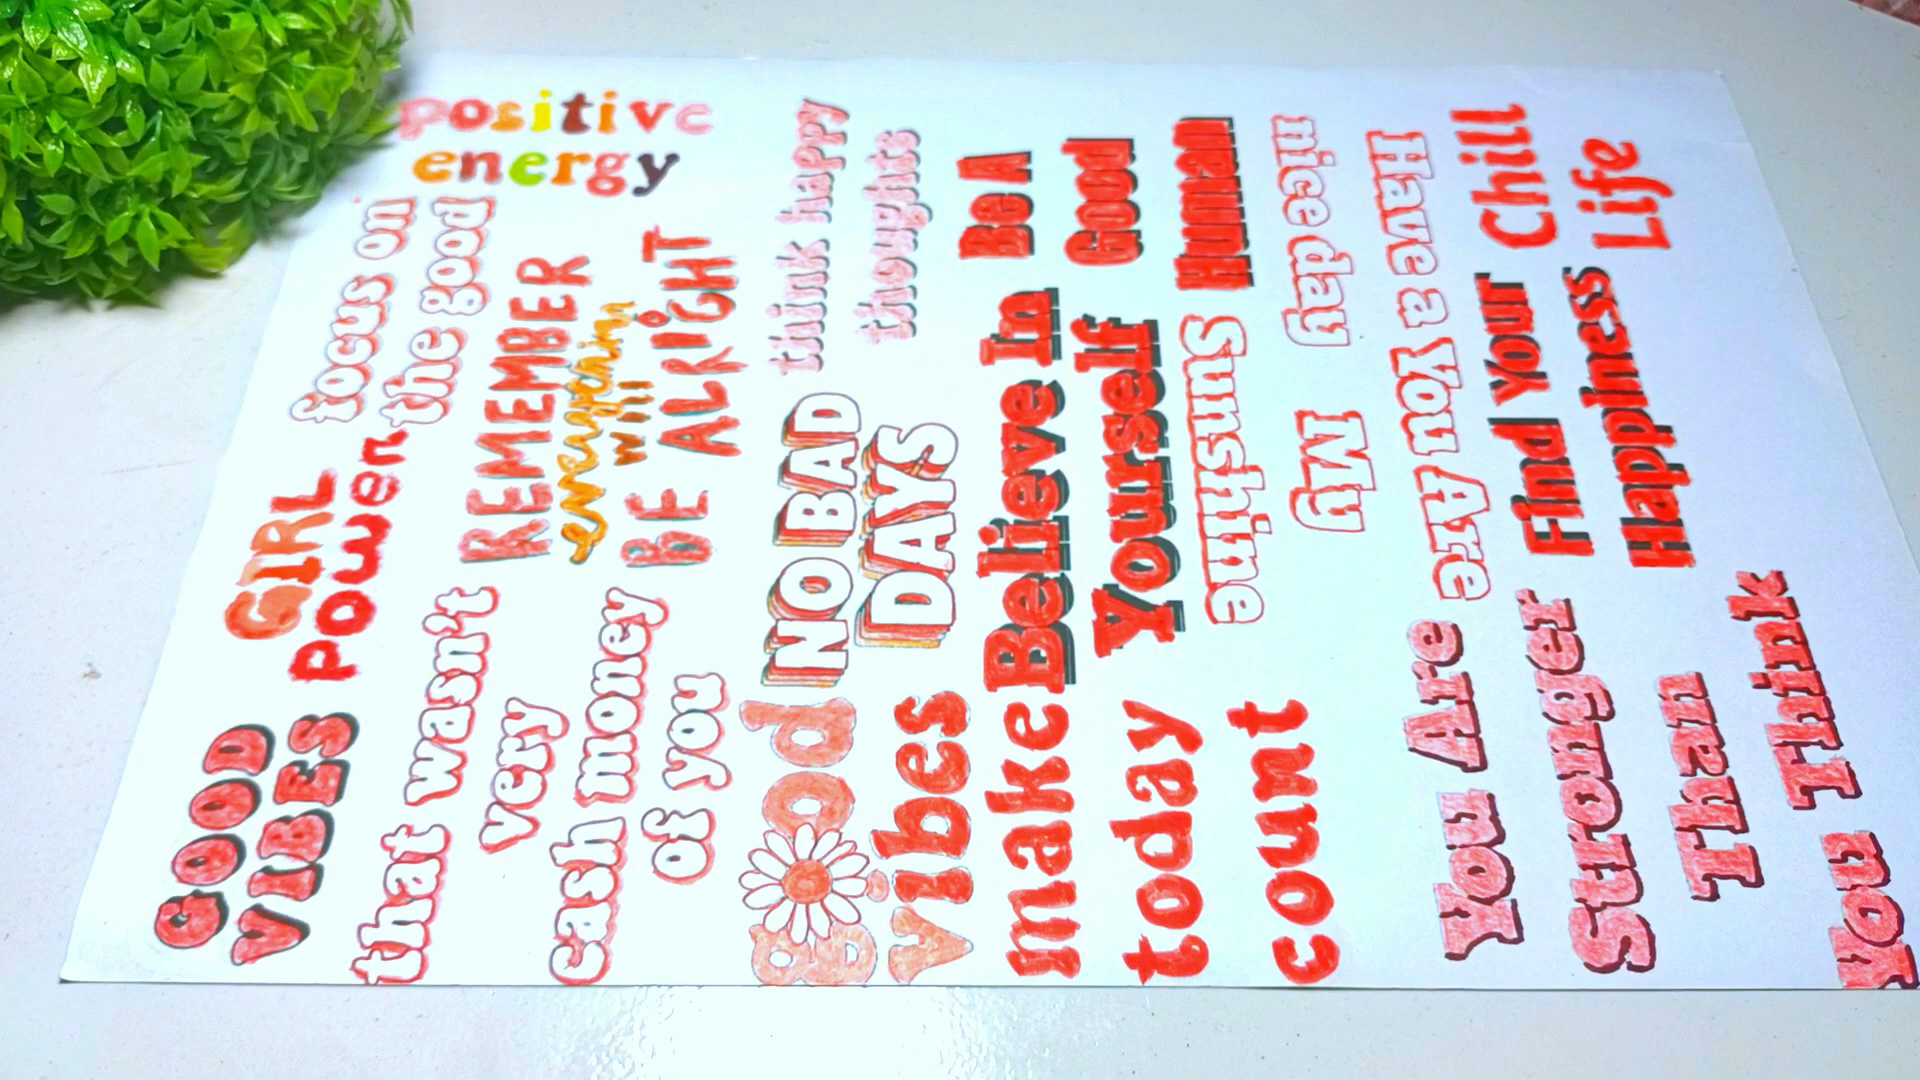 positive
energy
focus on
the good
GIRL
power
GOOD
VIBES
REMEMBER
everything
will
BE ALRIGHT
that wasn't
very
cash money
of you
think happy
thoughts
NO BAD
DAYS
good
vibes
Be A
Good
Human
Believe In
Yourself
make
today
count
Have a
nice day
You Are
My
Sunshine
Chill
Life
Find Your
Happiness
You Are
Stronger
Than
You Think